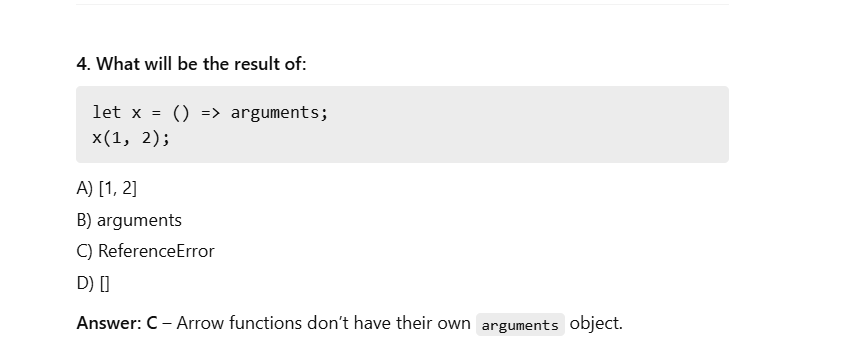 4. What will be the result of:
let x = () => arguments;
x(1, 2);
A) [1, 2]
B) arguments
C) ReferenceError
D) []
Answer: C – Arrow functions don’t have their own arguments object.